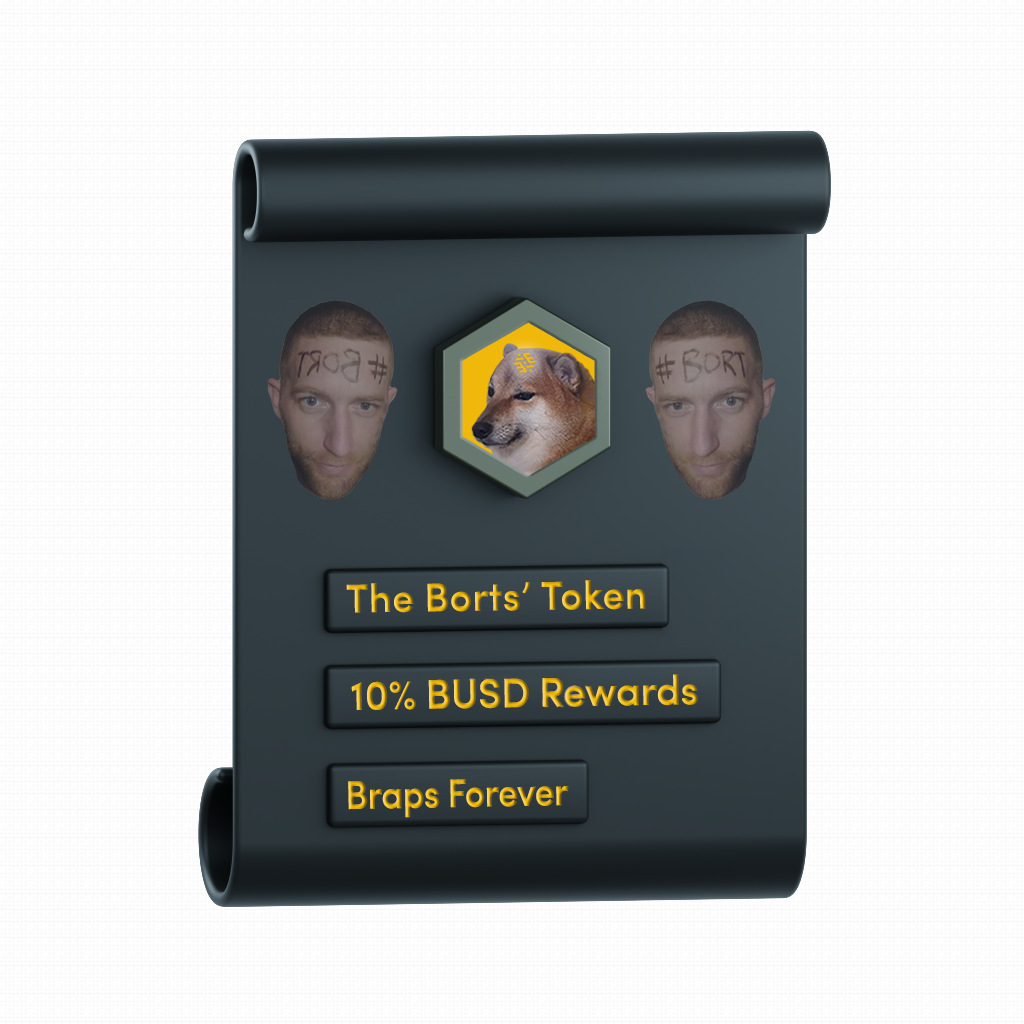 #BORT
# BORT
The Borts’ Token
10% BUSD Rewards
Braps Forever